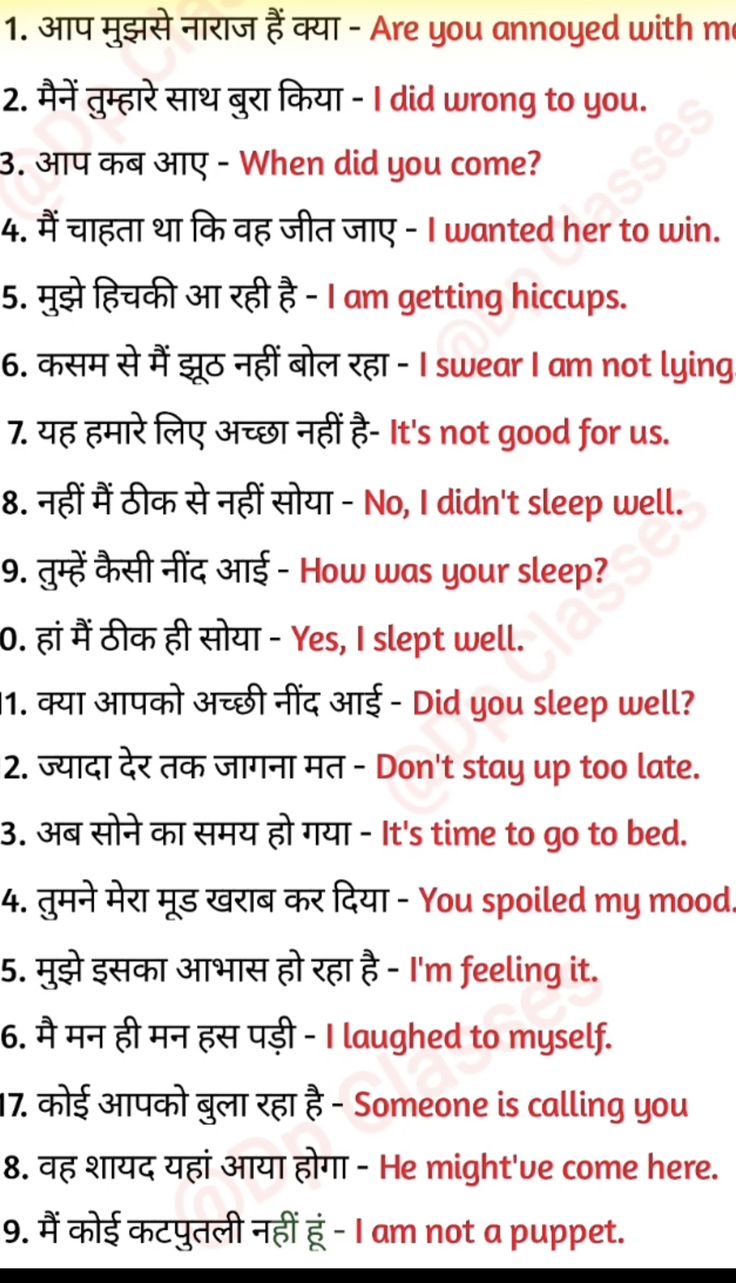 1. आप मुझसे नाराज हैं क्या - Are you annoyed with me
2. मैनें तुम्हारे साथ बुरा किया - I did wrong to you.
3. आप कब आए - When did you come?
4. मैं चाहता था कि वह जीत जाए - I wanted her to win.
5. मुझे हिचकी आ रही है - I am getting hiccups.
6. कसम से मैं झूठ नहीं बोल रहा - I swear I am not lying.
7. यह हमारे लिए अच्छा नहीं है- It's not good for us.
8. नहीं मैं ठीक से नहीं सोया - No, I didn't sleep well.
9. तुम्हें कैसी नींद आई - How was your sleep?
0. हां मैं ठीक ही सोया - Yes, I slept well.
11. क्या आपको अच्छी नींद आई - Did you sleep well?
2. ज्यादा देर तक जागना मत - Don't stay up too late.
3. अब सोने का समय हो गया - It's time to go to bed.
4. तुमने मेरा मूड खराब कर दिया - You spoiled my mood.
5. मुझे इसका आभास हो रहा है - I'm feeling it.
6. मै मन ही मन हस पड़ी - I laughed to myself.
17. कोई आपको बुला रहा है - Someone is calling you
8. वह शायद यहां आया होगा - He might've come here.
9. मैं कोई कटपुतली नहीं हूं - I am not a puppet.
@Dp Classes
@Dp Classes
@Dp Classes